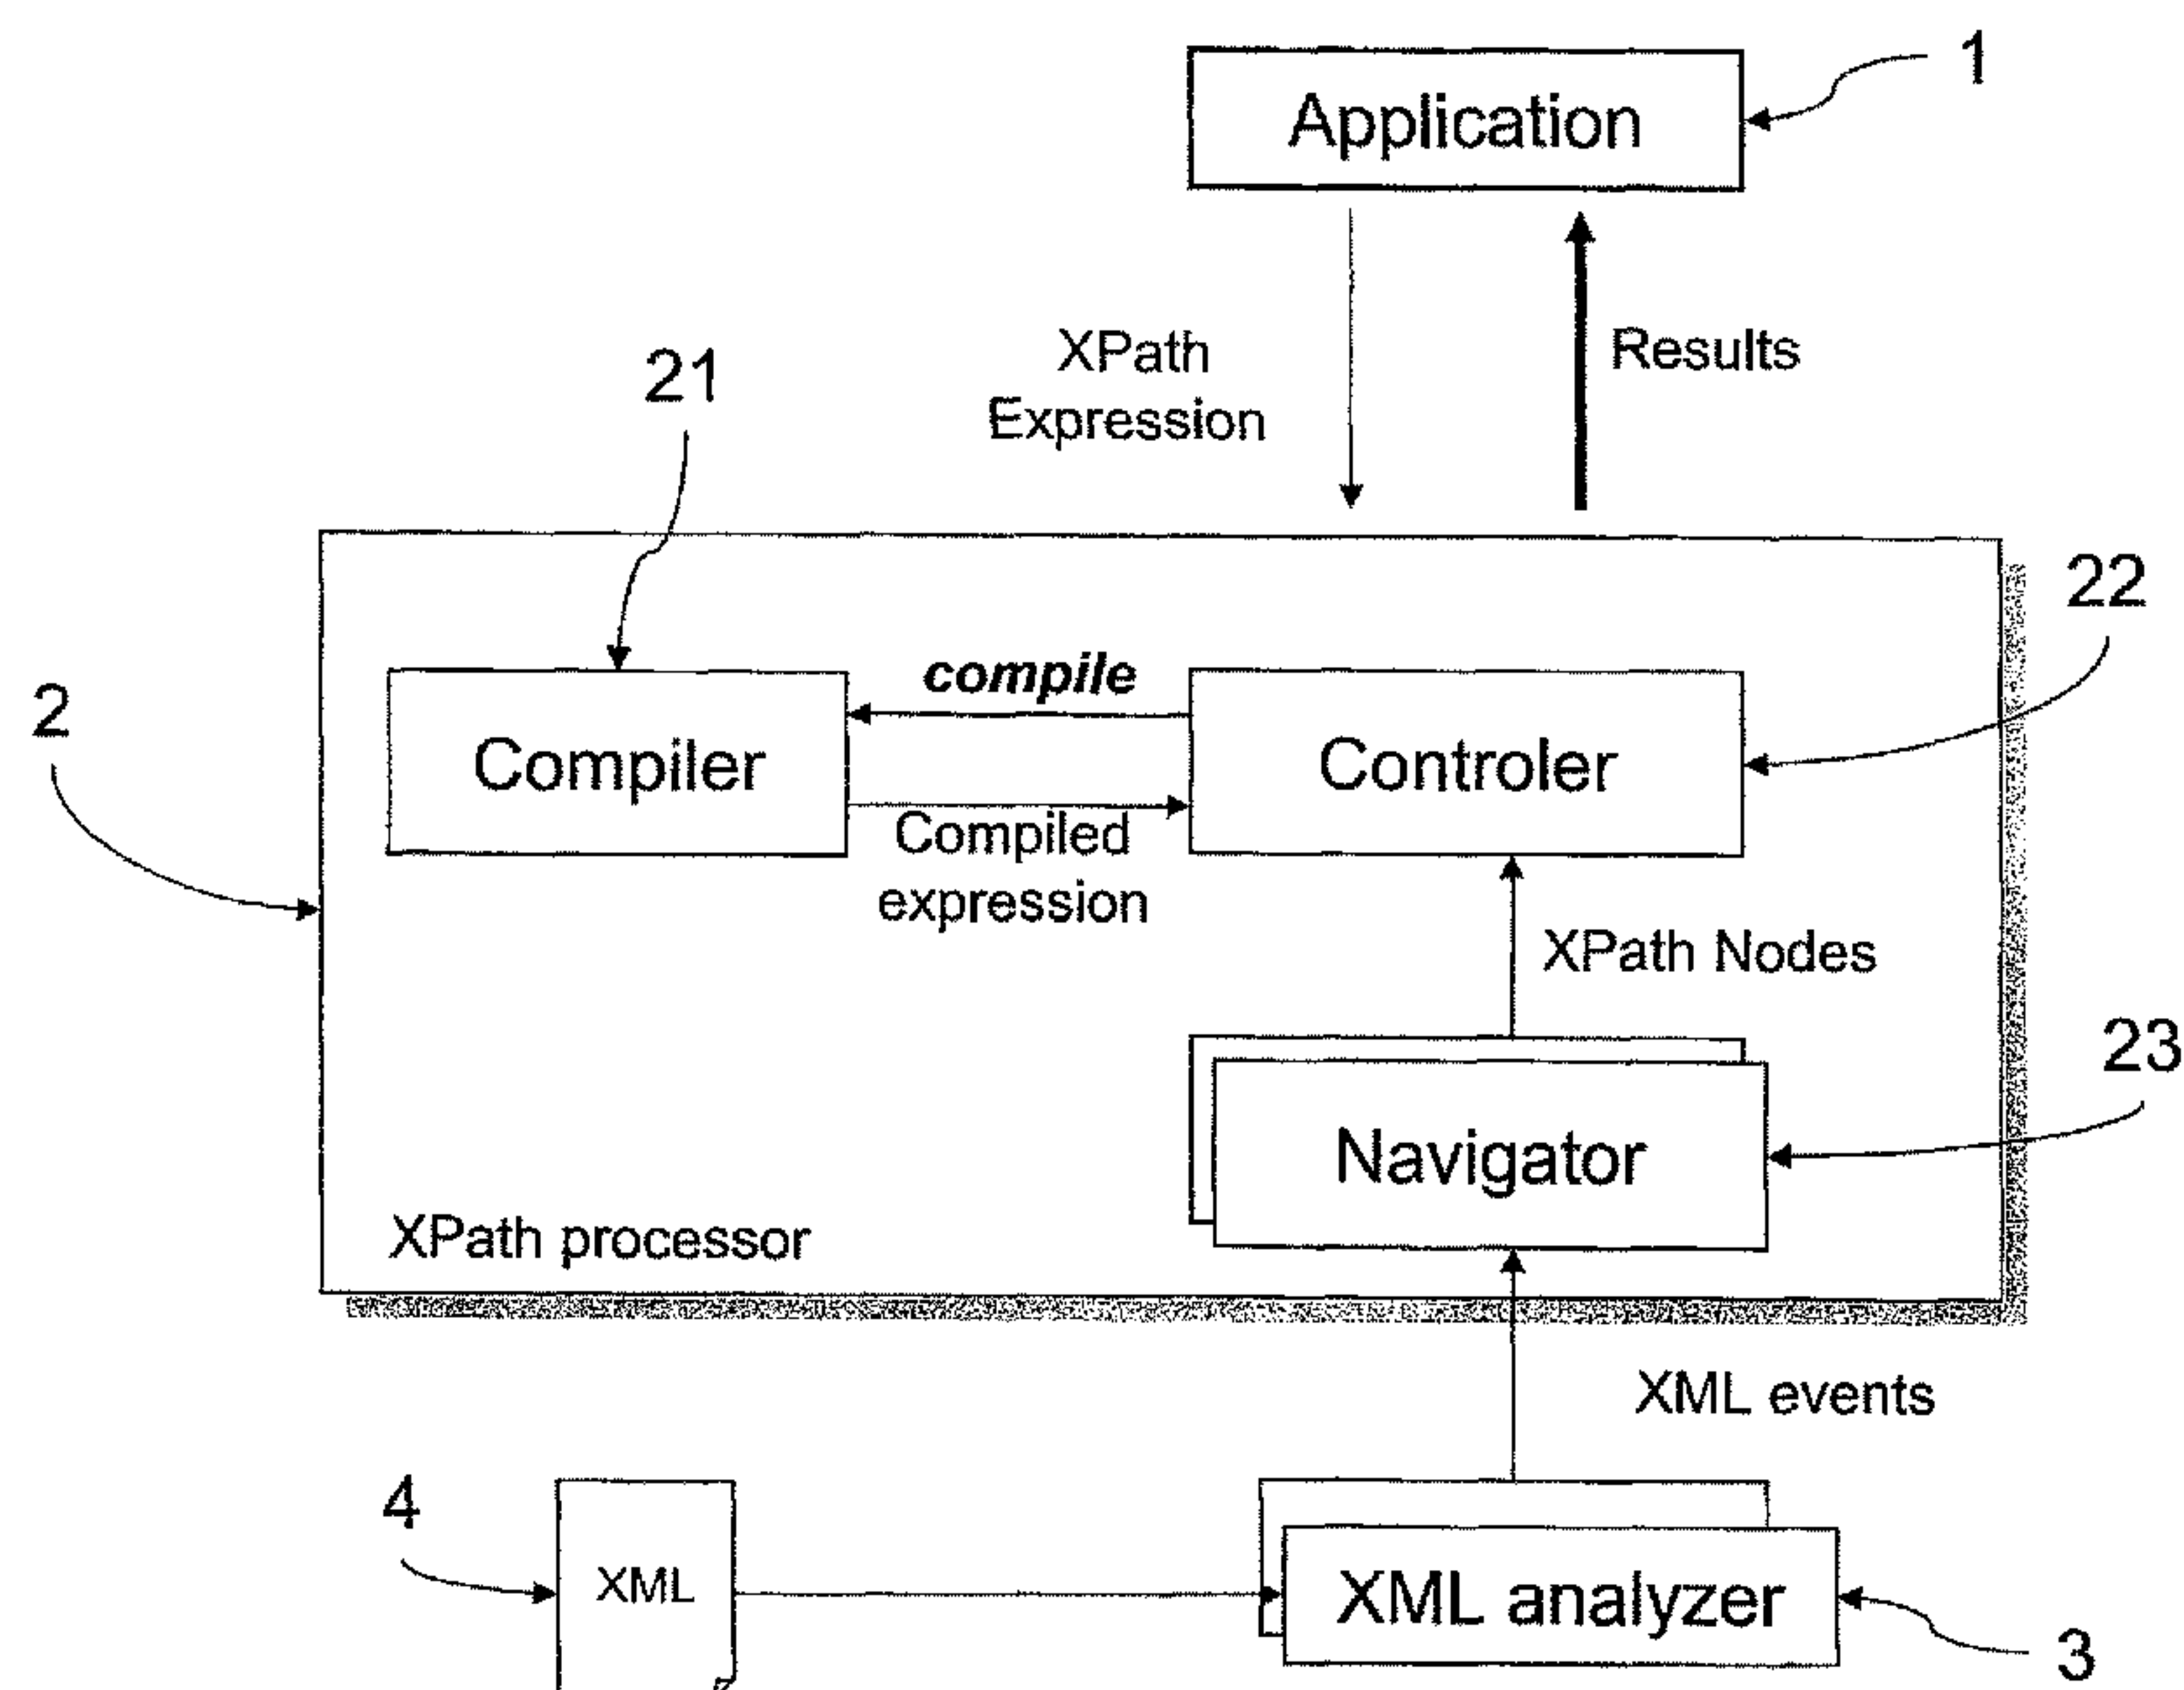 1
Application
XPath
Expression
Results
21
22
2
compile
Compiler
Controler
Compiled
expression
XPath Nodes
23
Navigator
XPath processor
XML events
4
XML
XML analyzer
3